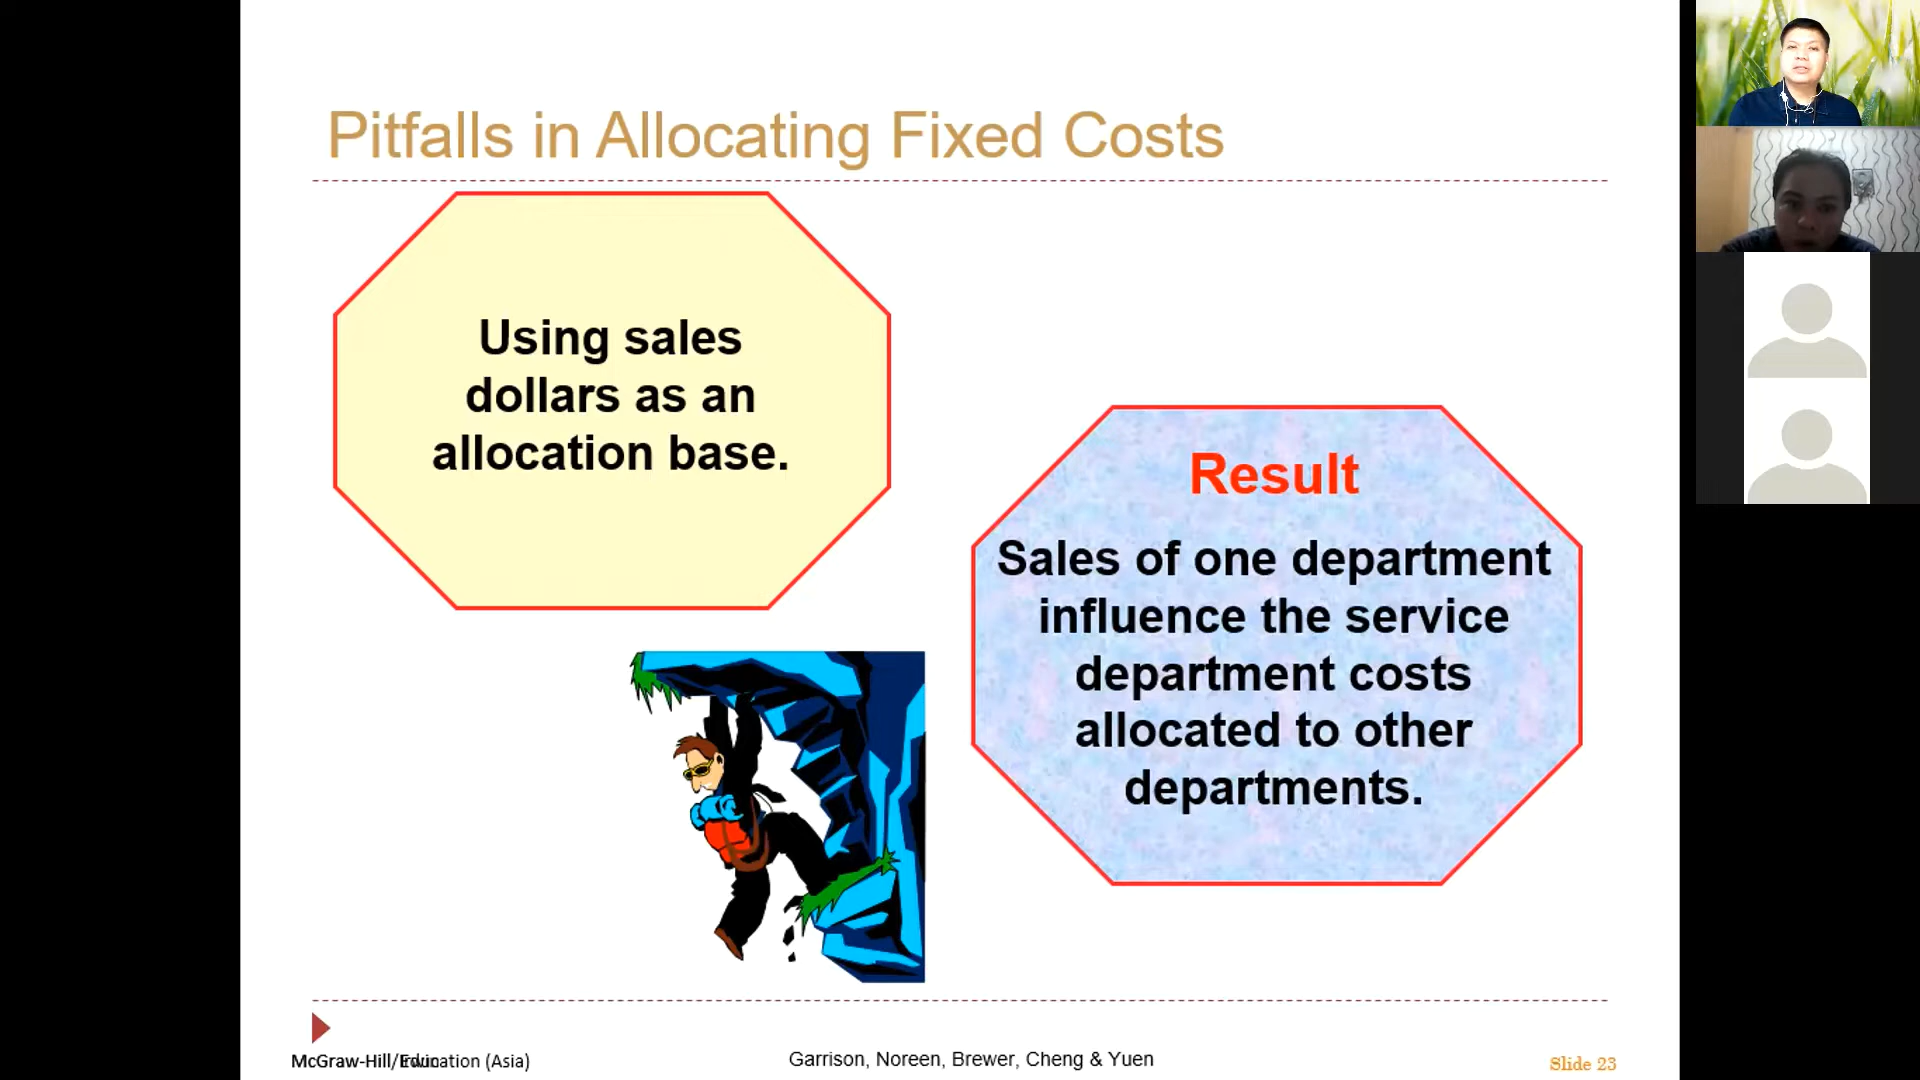 Pitfalls in Allocating Fixed Costs
Using sales
dollars as an
allocation base.
Result
Sales of one department
influence the service
department costs
allocated to other
departments.
McGraw-Hill/Education (Asia)
Garrison, Noreen, Brewer, Cheng & Yuen
Slide 23